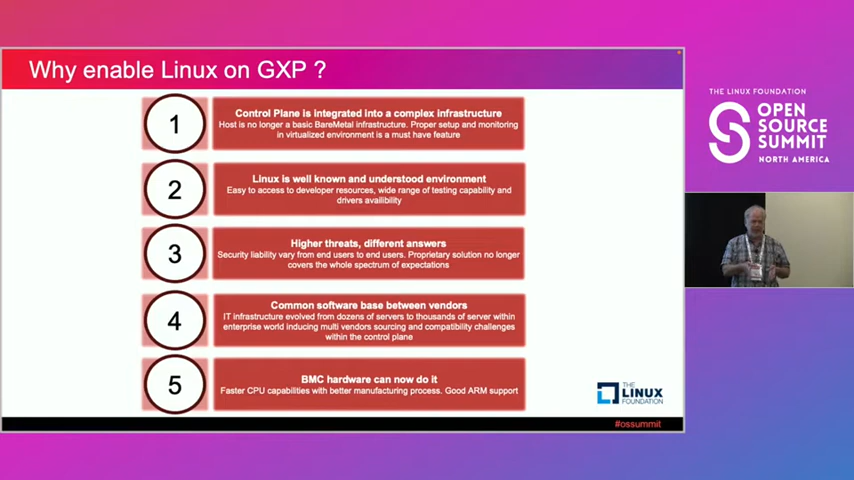 Why enable Linux on GXP ?
1
Control Plane is integrated into a complex infrastructure
Host is no longer a basic BareMetal infrastructure. Proper setup and monitoring
in virtualized environment is a must have feature
2
Linux is well known and understood environment
Easy to access to developer resources, wide range of testing capability and
drivers availibility
3
Higher threats, different answers
Security liability vary from end users to end users. Proprietary solution no longer
covers the whole spectrum of expectations
4
Common software base between vendors
IT infrastructure evolved from dozens of servers to thousands of server within
enterprise world inducing multi vendors sourcing and compatibility challenges
within the control plane
5
BMC hardware can now do it
Faster CPU capabilities with better manufacturing process. Good ARM support
THE
LINUX
FOUNDATION
#ossummit
THE LINUX FOUNDATION
OPEN
SOURCE
SUMMIT
NORTH AMERICA